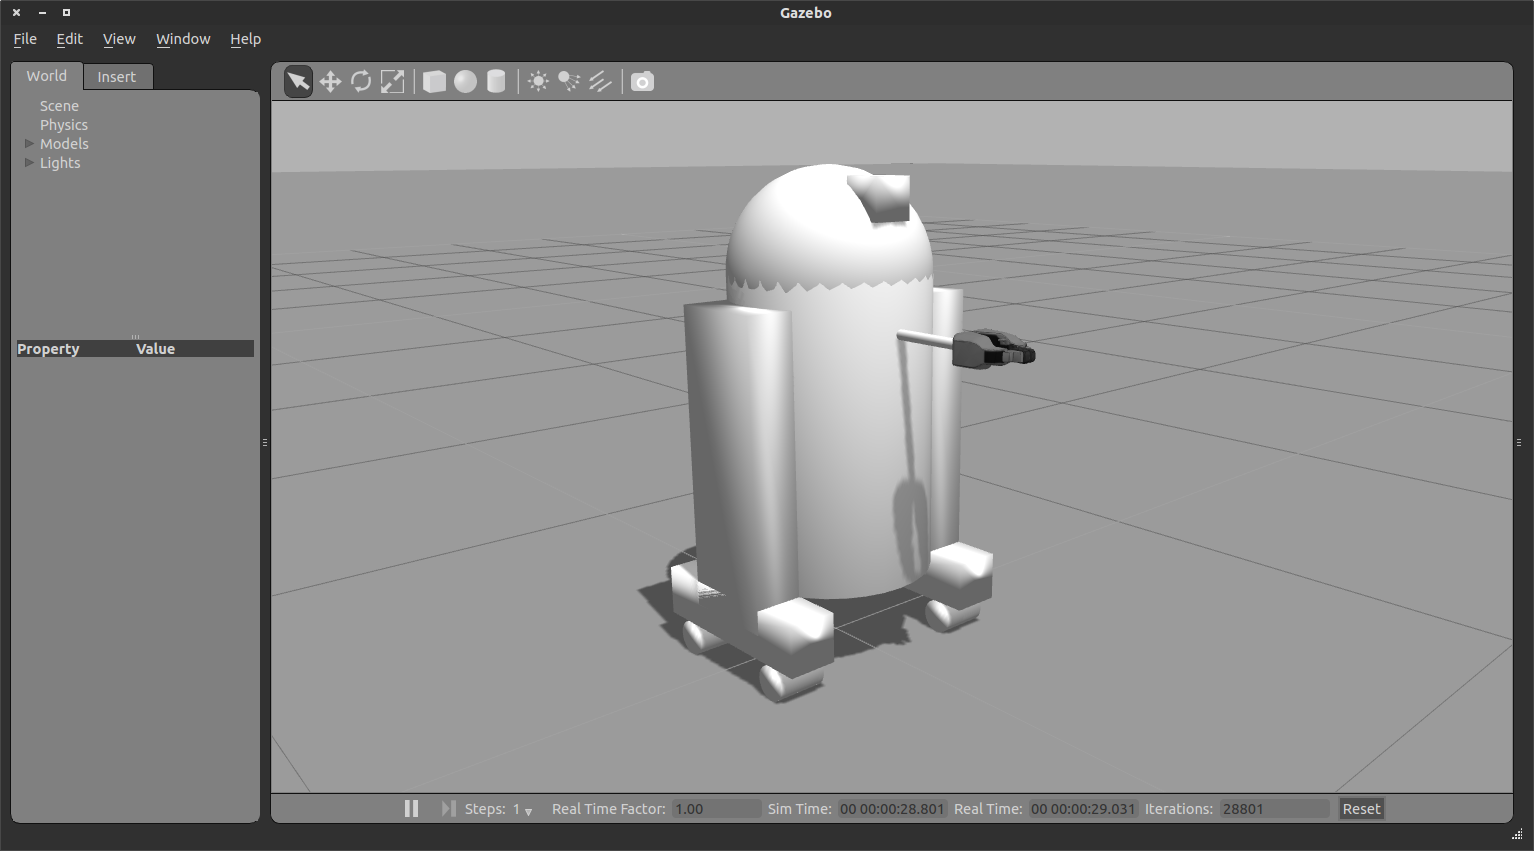 Gazebo
File Edit View Window Help
World Insert
Scene
Physics
Models
Lights
Property Value
Steps: 1 Real Time Factor: 1.00 Sim Time: 00 00:00:28.801 Real Time: 00 00:00:29.031 Iterations: 28801 Reset